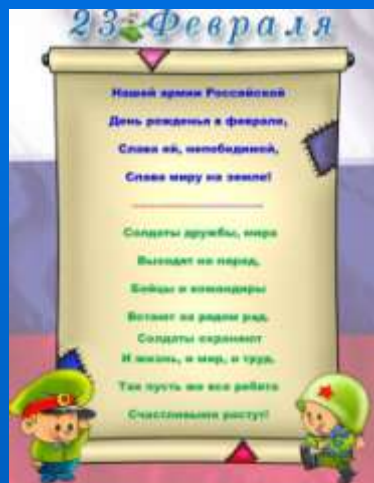 23 Февраля
Нашей армии Российской
День рожденья в феврале,
Слава ей, непобедимой,
Слава миру на земле!
Солдаты дружбы, мира
Выходят на парад,
Бойцы и командиры
Встают за рядом ряд.
Солдаты охраняют
И жизнь, и мир, и труд.
Так пусть же все ребята
Счастливыми растут!